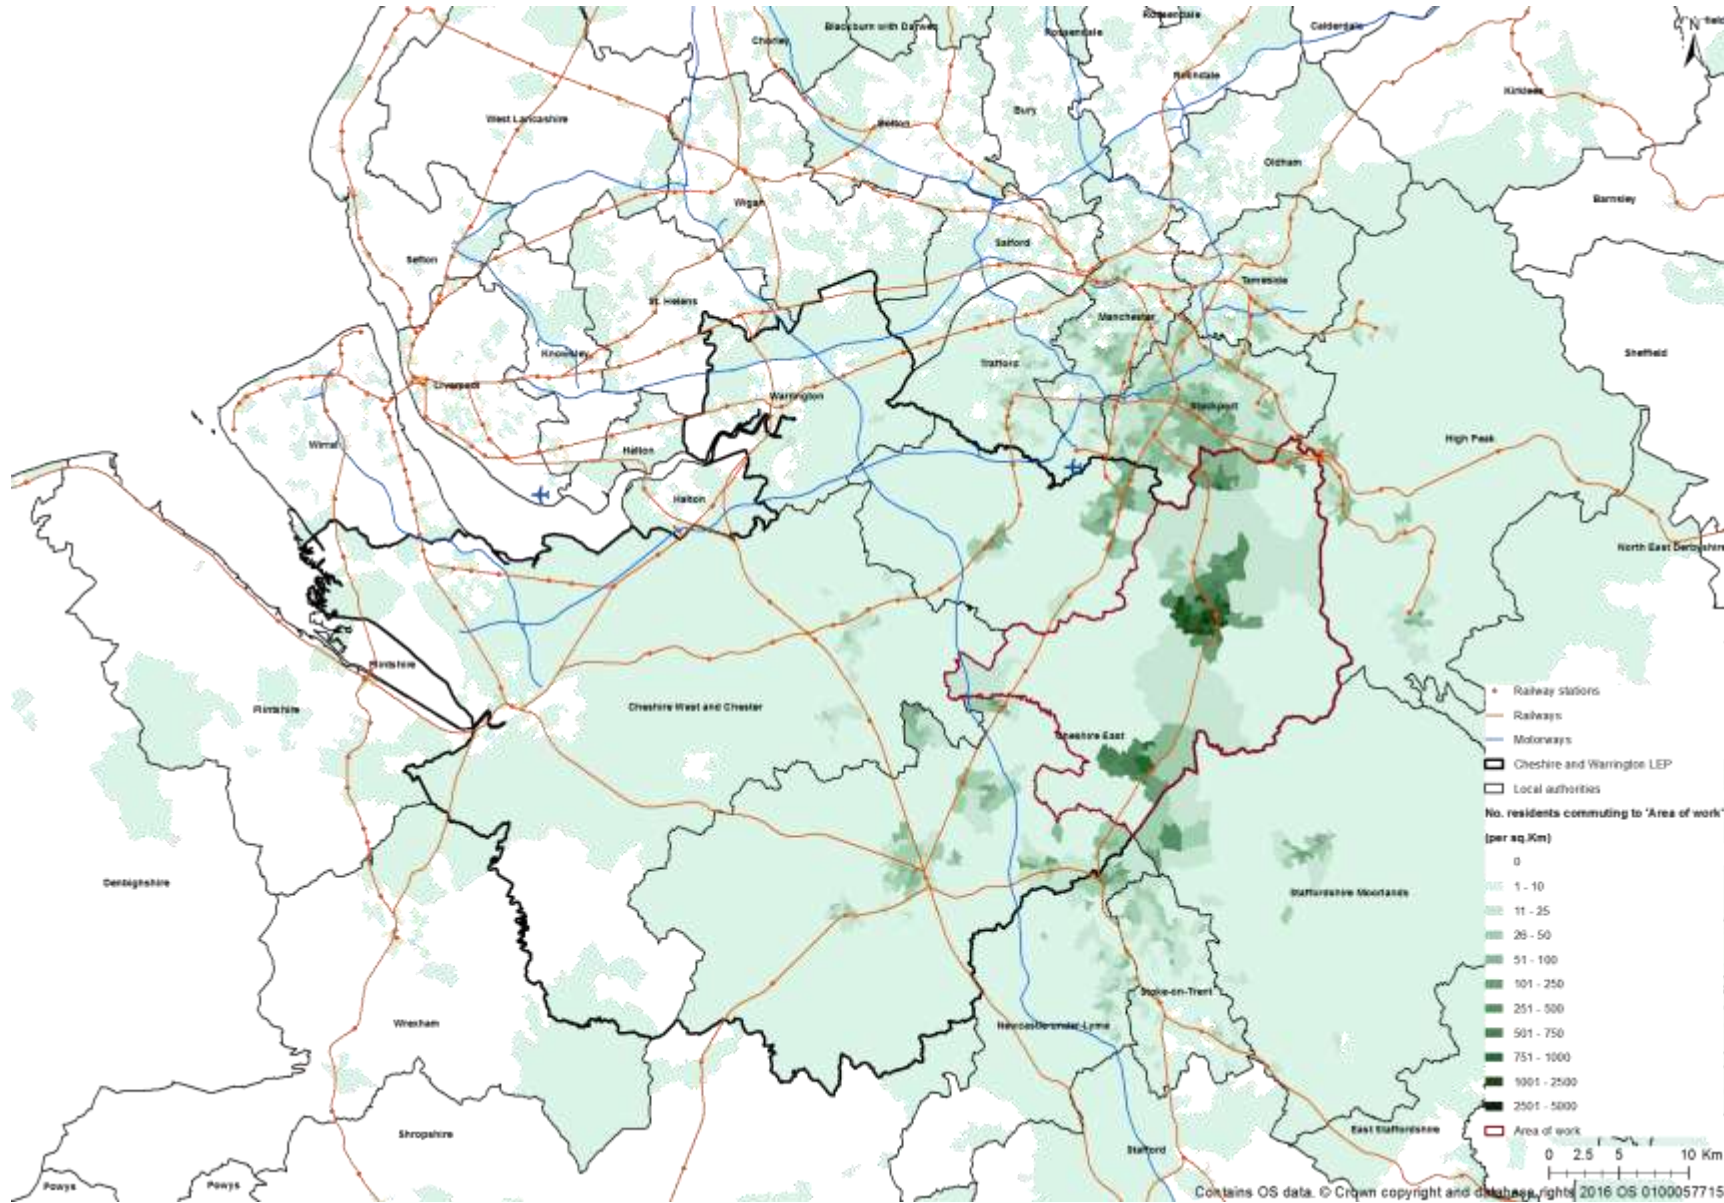 Rossendale
Blackburn with Darwen
Calderdale
N
Chorley
Rossendale
Rochdale
Kirklees
West Lancashire
Bolton
Bury
Oldham
Barnsley
Wigan
Salford
Sefton
Tameside
St. Helens
Manchester
Sheffield
Knowsley
Trafford
Liverpool
Warrington
Stockport
Wirral
High Peak
Halton
Halton
North East Derbyshire
Flintshire
Flintshire
Cheshire West and Chester
Cheshire East
Denbighshire
Staffordshire Moorlands
Stoke-on-Trent
Wrexham
Newcastle-under-Lyme
Shropshire
East Staffordshire
Stafford
Powys
Powys
Railway stations
Railways
Motorways
Cheshire and Warrington LEP
Local authorities
No. residents commuting to 'Area of work'
(per sq.Km)
0
1 - 10
11 - 25
26 - 50
51 - 100
101 - 250
251 - 500
501 - 750
751 - 1000
1001 - 2500
2501 - 5000
Area of work
0 2.5 5 10 Km
Contains OS data. © Crown copyright and database rights 2016 OS 0100057715